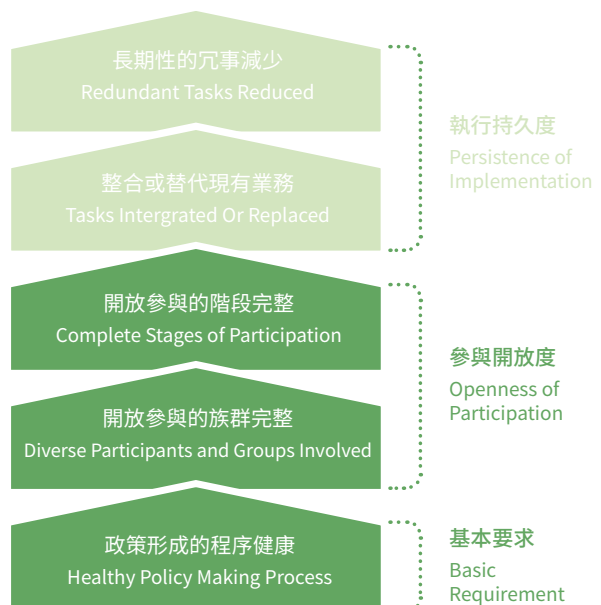 長期性的冗事減少
Redundant Tasks Reduced
執行持久度
Persistence of
Implementation
整合或替代現有業務
Tasks Intergrated Or Replaced
開放參與的階段完整
Complete Stages of Participation
參與開放度
Openness of
Participation
開放參與的族群完整
Diverse Participants and Groups Involved
政策形成的程序健康
Healthy Policy Making Process
基本要求
Basic
Requirement